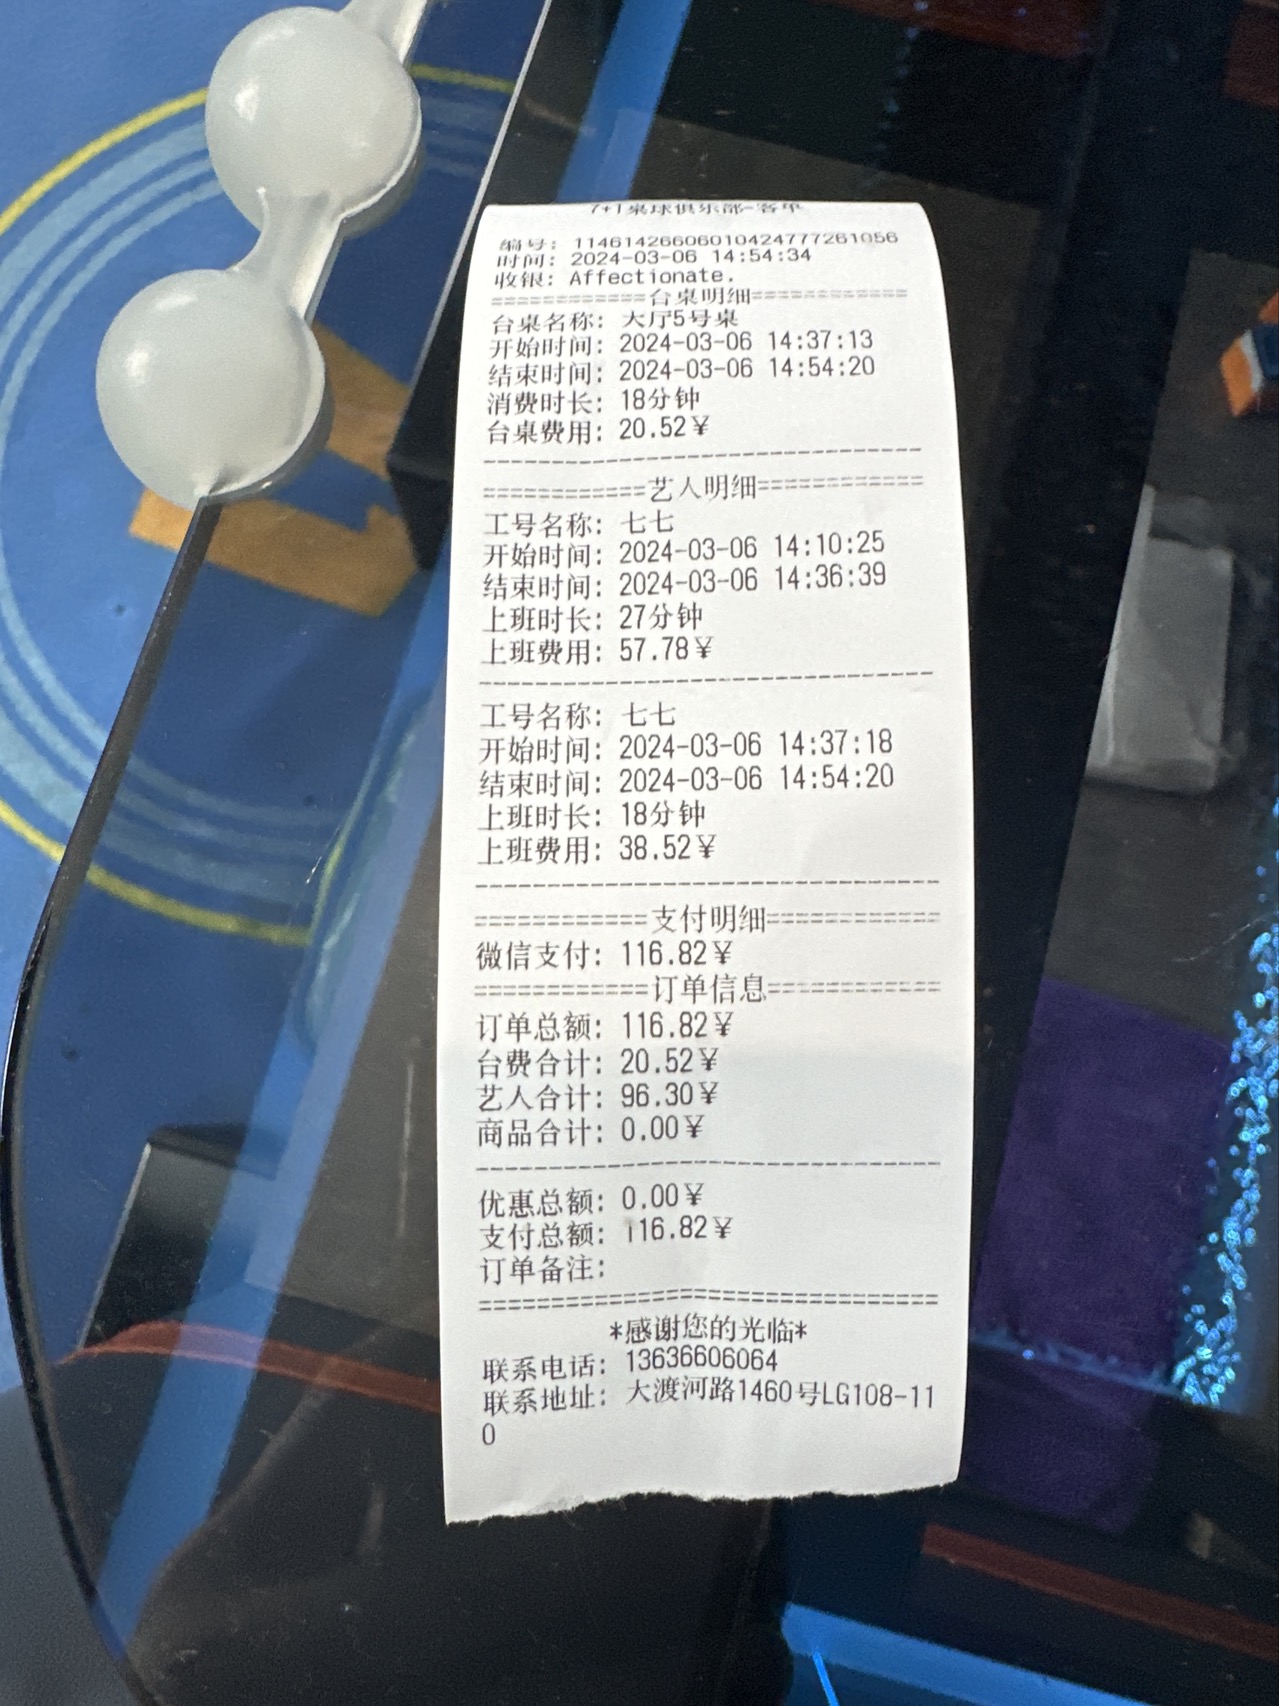 7+1桌球俱乐部-客单
编号: 1146142660601042477726​1056
时间: 2024-03-06 14:54:34
收银: Affectionate.
============台桌明细============
台桌名称: 大厅5号桌
开始时间: 2024-03-06 14:37:13
结束时间: 2024-03-06 14:54:20
消费时长: 18分钟
台桌费用: 20.52¥
--------------------------------
============艺人明细============
工号名称: 七七
开始时间: 2024-03-06 14:10:25
结束时间: 2024-03-06 14:36:39
上班时长: 27分钟
上班费用: 57.78¥
--------------------------------
工号名称: 七七
开始时间: 2024-03-06 14:37:18
结束时间: 2024-03-06 14:54:20
上班时长: 18分钟
上班费用: 38.52¥
--------------------------------
============支付明细============
微信支付: 116.82¥
============订单信息============
订单总额: 116.82¥
台费合计: 20.52¥
艺人合计: 96.30¥
商品合计: 0.00¥
--------------------------------
优惠总额: 0.00¥
支付总额: 116.82¥
订单备注:
================================
*感谢您的光临*
联系电话: 13636606064
联系地址: 大渡河路1460号LG108-11
0